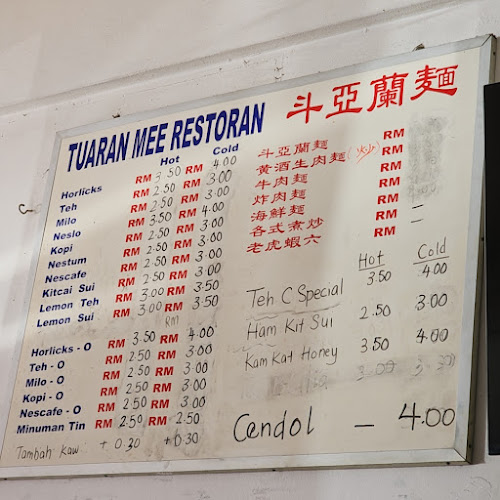 TUARAN MEE RESTORAN 斗亞蘭麵
Hot Cold
Horlicks RM 3.50 RM 4.00
Teh RM 2.50 RM 3.00
Milo RM 2.50 RM 3.00
Neslo RM 3.50 RM 4.00
Kopi RM 2.50 RM 3.00
Nestum RM 2.50 RM 3.00
Nescafe RM 2.50 RM 3.00
Kitcai Sui RM 3.00 RM 3.50
Lemon Teh RM 3.00 RM 3.50
Lemon Sui RM
Horlicks - O RM 3.50 RM 4.00
Teh - O RM 2.50 RM 3.00
Milo - O RM 2.50 RM 3.00
Kopi - O RM 2.50 RM 3.00
Nescafe - O RM 2.50 RM 3.00
Minuman Tin RM 2.50 RM 2.50
Tambah Kaw : + 0.30 + 0.30
斗亞蘭麵 RM
黃酒生肉麵 (炒) RM
牛肉麵 RM
炸肉麵 RM
海鮮麵 RM
各式煮炒 RM —
老虎蝦六 RM —
Hot Cold
Teh C Special 3.50 4.00
Ham Kit Sui 2.50 3.00
Kam Kat Honey 3.50 4.00
Cendol — 4.00